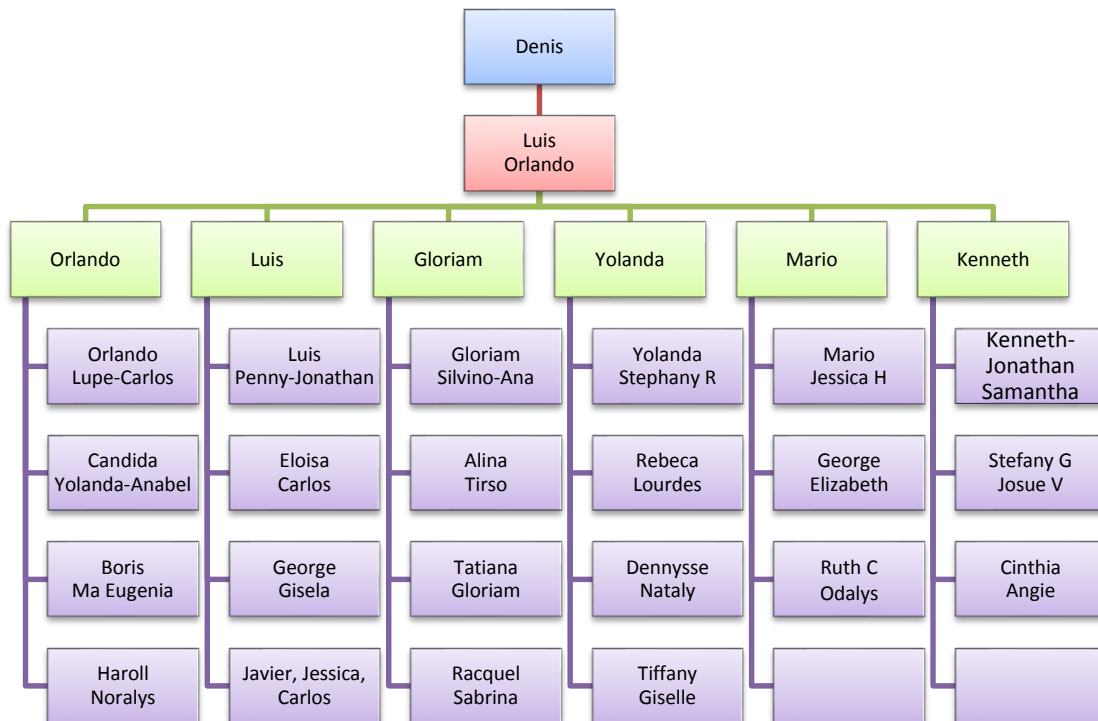 Denis
Luis
Orlando
Orlando
Luis
Gloriam
Yolanda
Mario
Kenneth
Orlando
Lupe-Carlos
Luis
Penny-Jonathan
Gloriam
Silvino-Ana
Yolanda
Stephany R
Mario
Jessica H
Kenneth-
Jonathan
Samantha
Candida
Yolanda-Anabel
Eloisa
Carlos
Alina
Tirso
Rebeca
Lourdes
George
Elizabeth
Stefany G
Josue V
Boris
Ma Eugenia
George
Gisela
Tatiana
Gloriam
Dennysse
Nataly
Ruth C
Odalys
Cinthia
Angie
Haroll
Noralys
Javier, Jessica,
Carlos
Racquel
Sabrina
Tiffany
Giselle